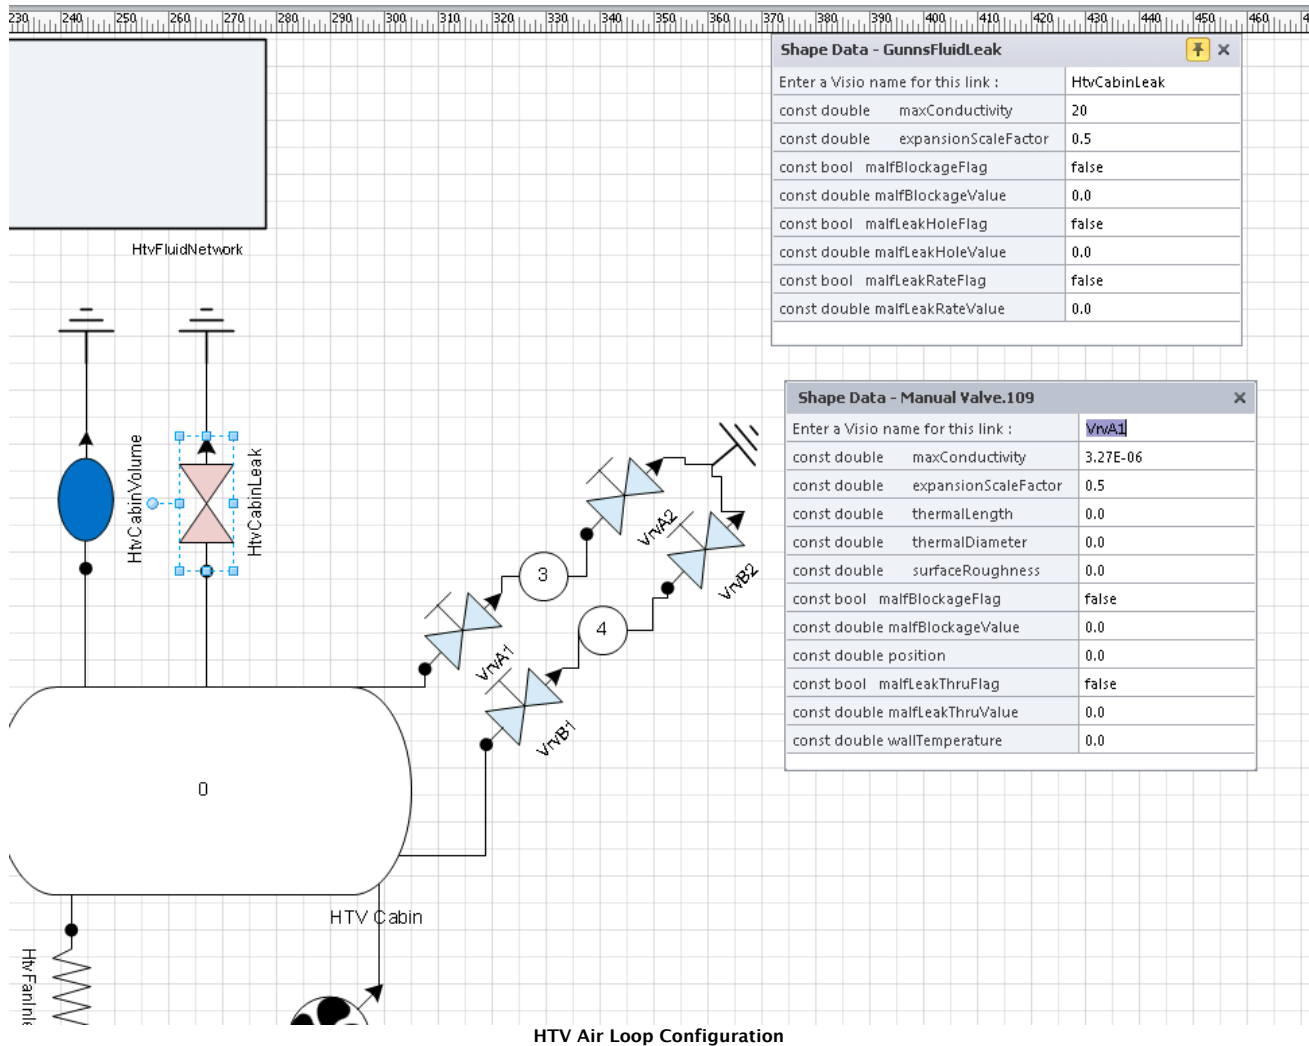 230 240 250 260 270 280 290 300 310 320 330 340 350 360 370 380 390 400 410 420 430 440 450 460 4
Shape Data - GunnsFluidLeak
Enter a Visio name for this link : HtvCabinLeak
const double maxConductivity 20
const double expansionScaleFactor 0.5
const bool malfBlockageFlag false
const double malfBlockageValue 0.0
const bool malfLeakHoleFlag false
const double malfLeakHoleValue 0.0
const bool malfLeakRateFlag false
const double malfLeakRateValue 0.0
HtvFluidNetwork
Shape Data - Manual Valve.109
Enter a Visio name for this link : VrvA1
const double maxConductivity 3.27E-06
const double expansionScaleFactor 0.5
const double thermalLength 0.0
const double thermalDiameter 0.0
const double surfaceRoughness 0.0
const bool malfBlockageFlag false
const double malfBlockageValue 0.0
const double position 0.0
const bool malfLeakThruFlag false
const double malfLeakThruValue 0.0
const double wallTemperature 0.0
HtvCabinVolume
HtvCabinLeak
VrvA2
VrvB2
3
4
VrvA1
VrvB1
0
HTV Cabin
HtvFanInle
HTV Air Loop Configuration